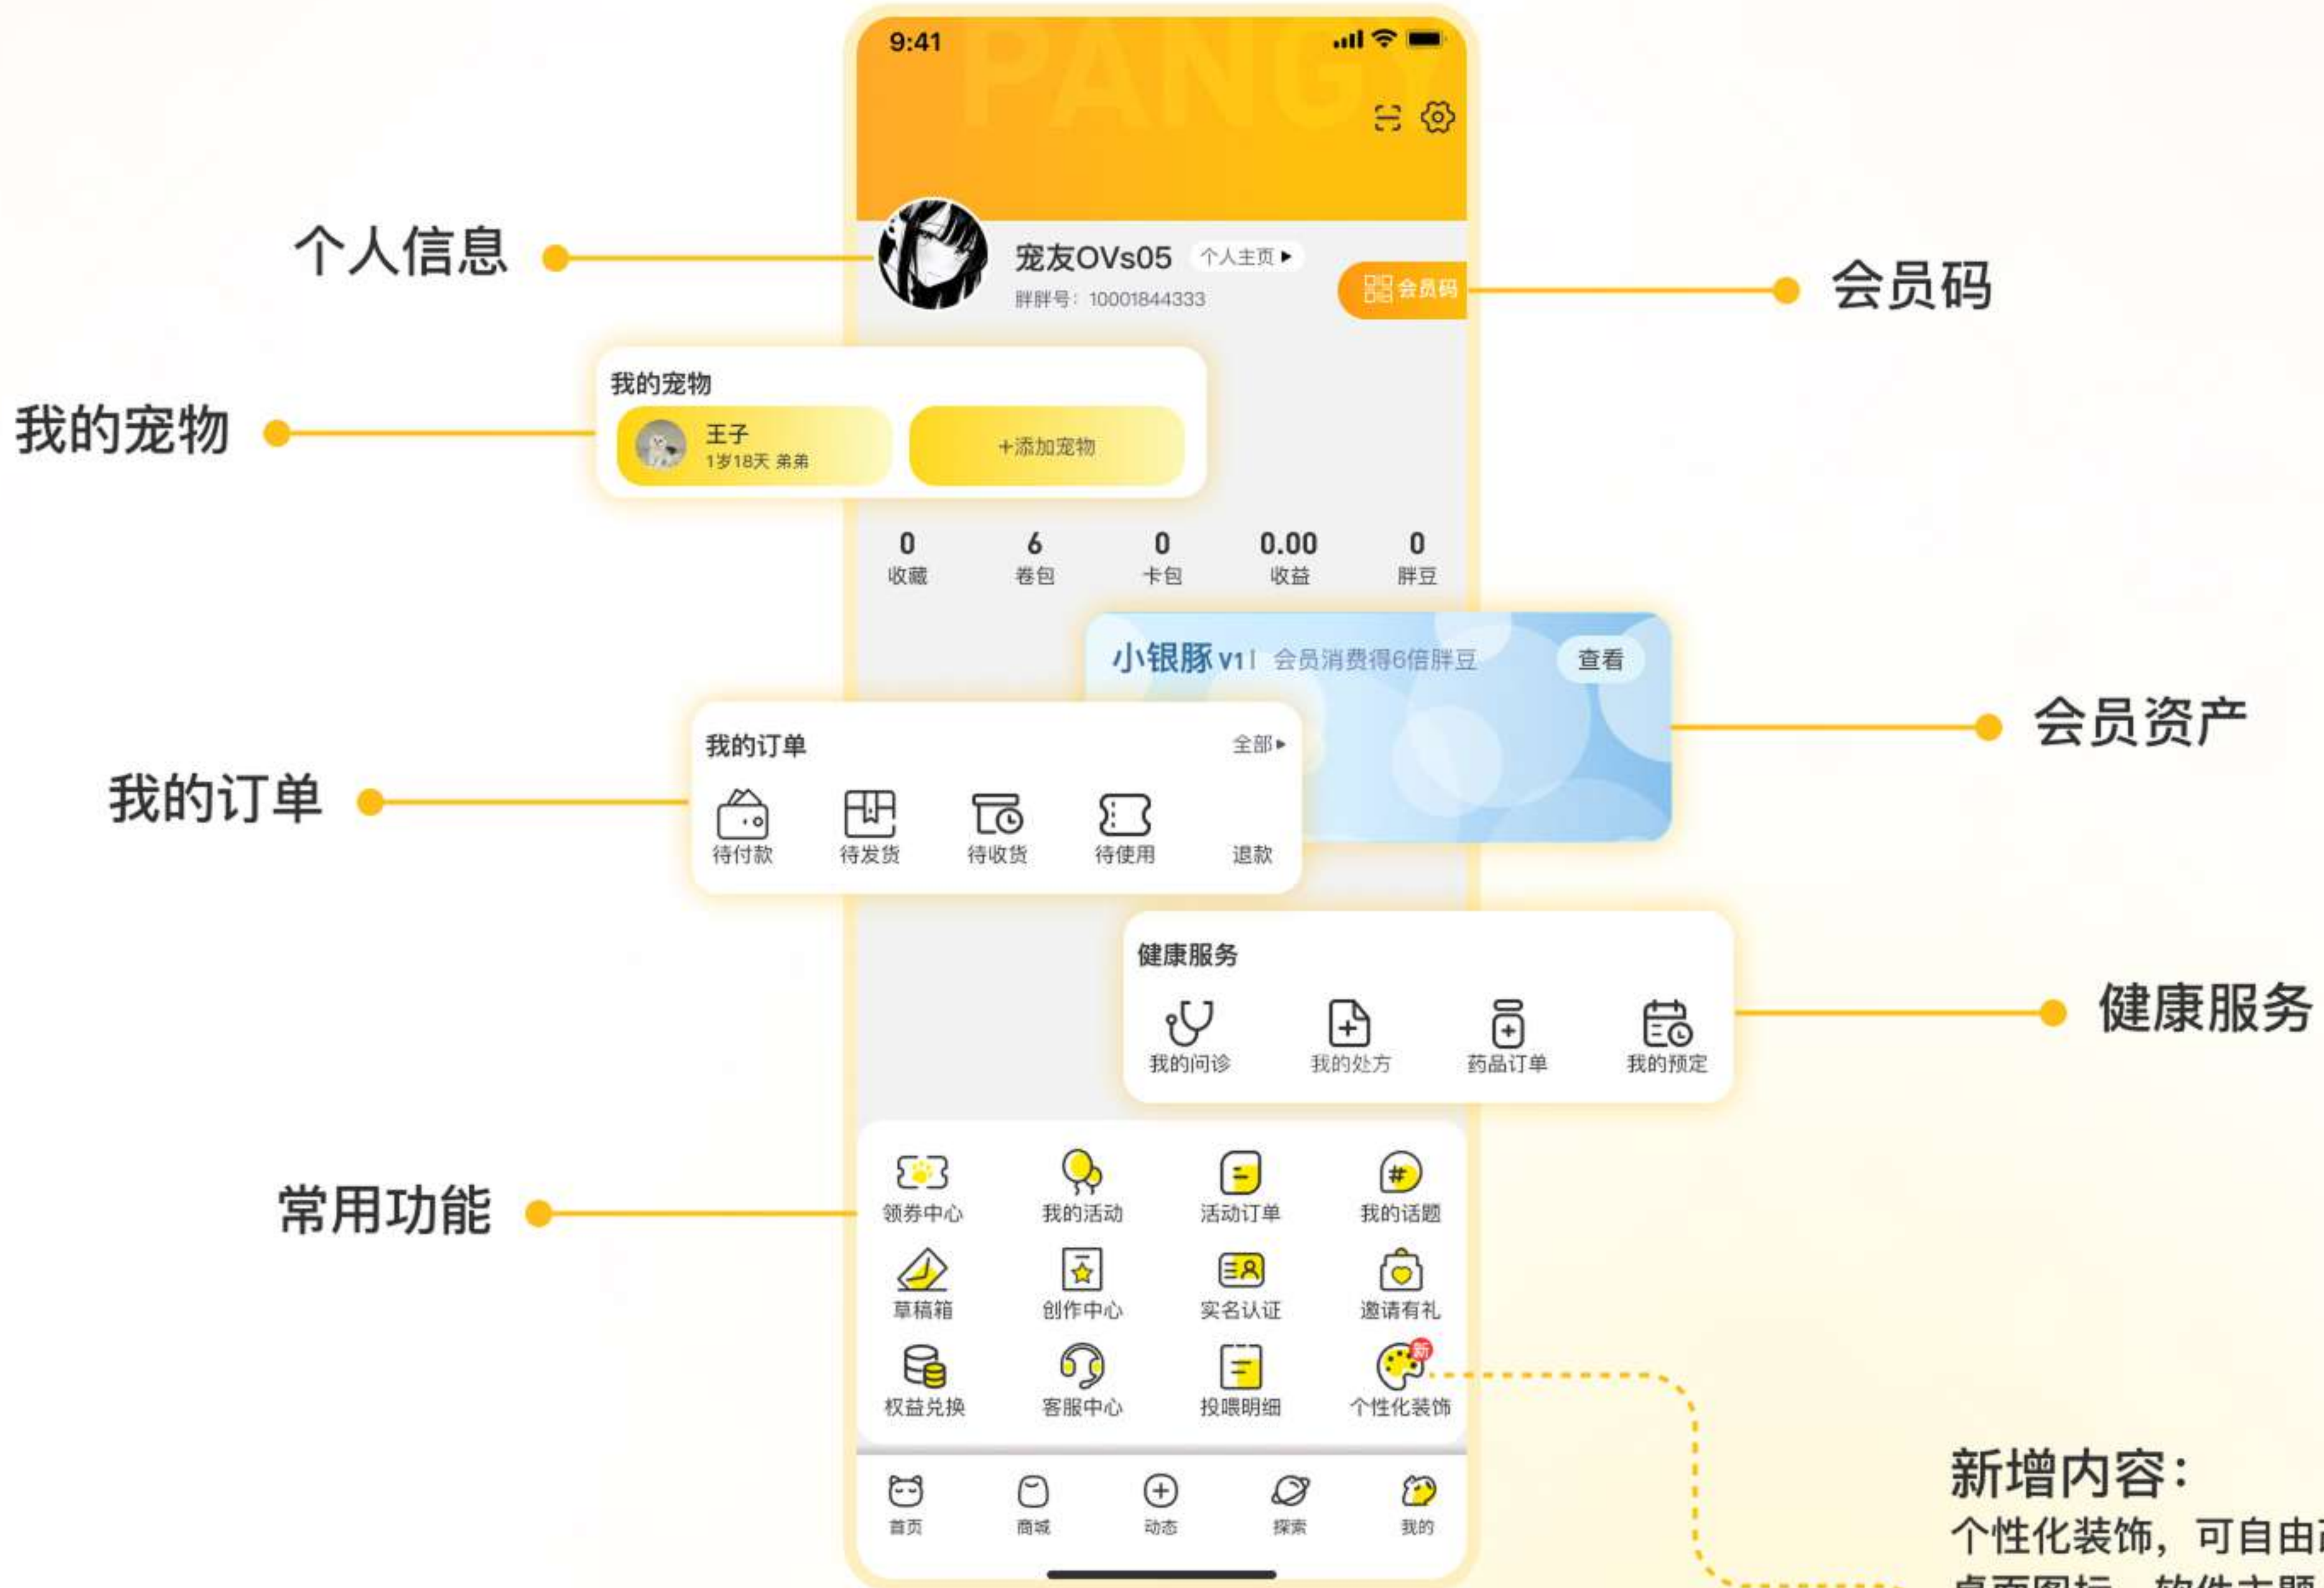 9:41
PANGY
个人信息
宠友OVs05 个人主页
胖胖号：10001844333
会员码
会员码
我的宠物
我的宠物
王子
1岁18天 弟弟
+添加宠物
0 6 0 0.00 0
收藏 卷包 卡包 收益 胖豆
小银豚 V1 | 会员消费得6倍胖豆 查看
会员资产
我的订单
我的订单 全部
待付款 待发货 待收货 待使用 退款
健康服务
健康服务
我的问诊 我的处方 药品订单 我的预定
常用功能
领券中心 我的活动 活动订单 我的话题
草稿箱 创作中心 实名认证 邀请有礼
新
权益兑换 客服中心 投喂明细 个性化装饰
首页 商城 动态 探索 我的
新增内容：
个性化装饰，可自由
桌面图标、软件主题